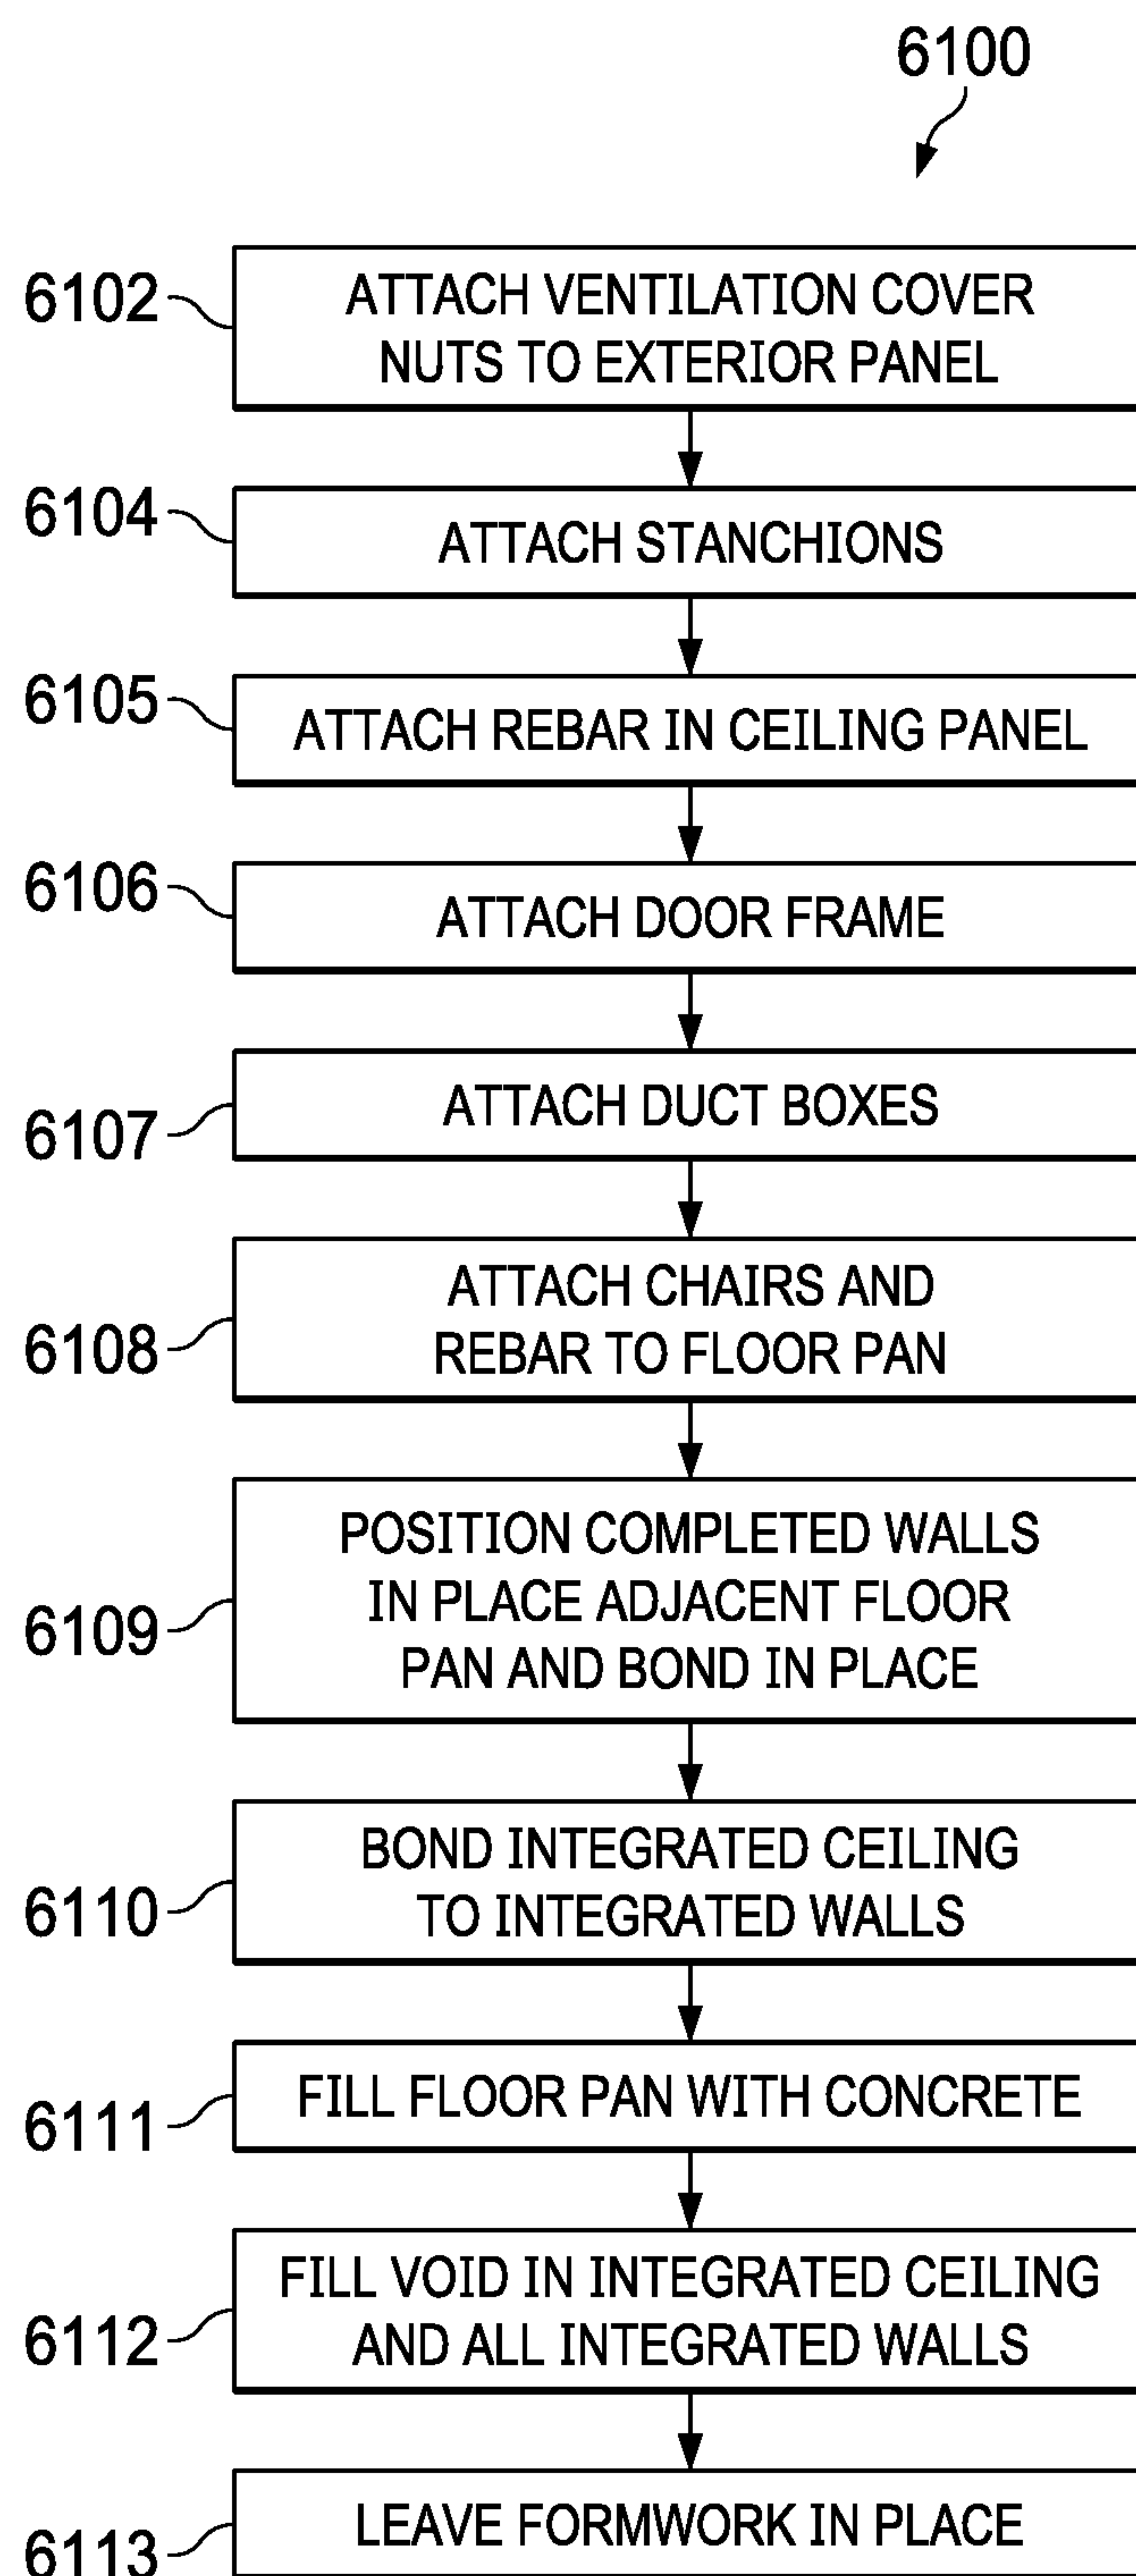 6100
6102
ATTACH VENTILATION COVER
NUTS TO EXTERIOR PANEL
6104
ATTACH STANCHIONS
6105
ATTACH REBAR IN CEILING PANEL
6106
ATTACH DOOR FRAME
6107
ATTACH DUCT BOXES
6108
ATTACH CHAIRS AND
REBAR TO FLOOR PAN
6109
POSITION COMPLETED WALLS
IN PLACE ADJACENT FLOOR
PAN AND BOND IN PLACE
6110
BOND INTEGRATED CEILING
TO INTEGRATED WALLS
6111
FILL FLOOR PAN WITH CONCRETE
6112
FILL VOID IN INTEGRATED CEILING
AND ALL INTEGRATED WALLS
6113
LEAVE FORMWORK IN PLACE